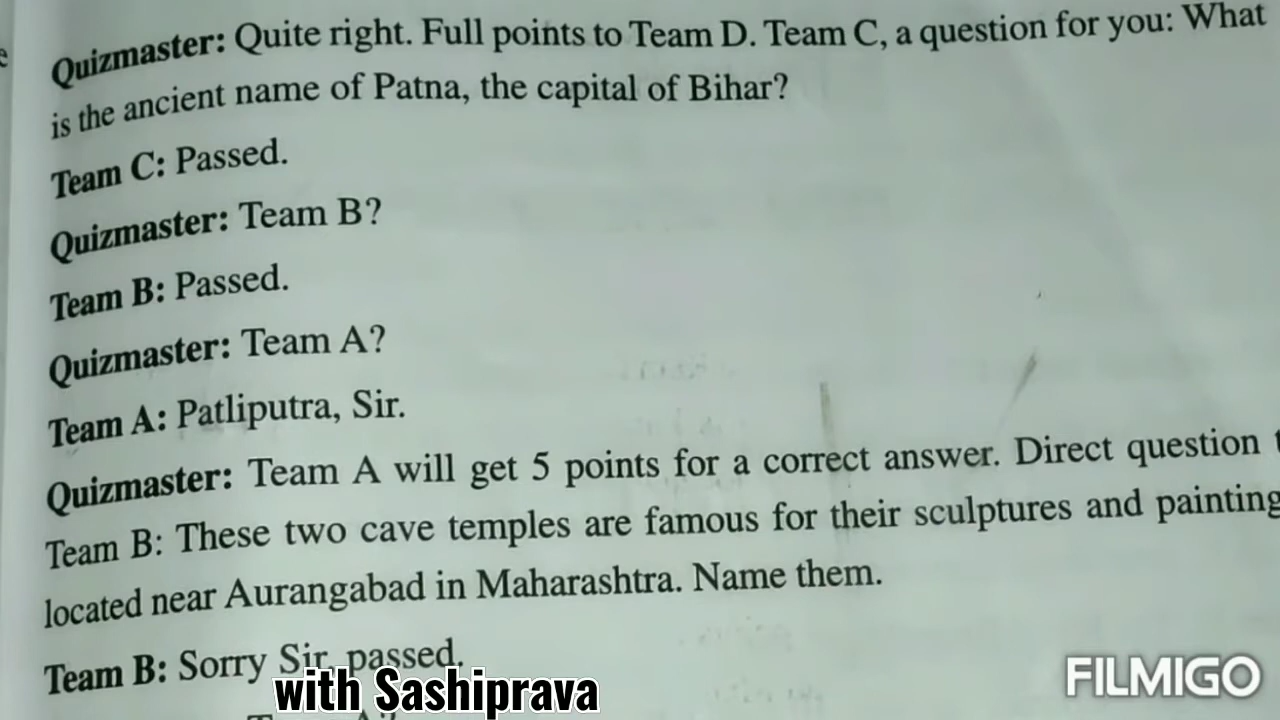 Quizmaster: Quite right. Full points to Team D. Team C, a question for you: What
is the ancient name of Patna, the capital of Bihar?
Team C: Passed.
Quizmaster: Team B?
Team B: Passed.
Quizmaster: Team A?
Team A: Patliputra, Sir.
Quizmaster: Team A will get 5 points for a correct answer. Direct question
Team B: These two cave temples are famous for their sculptures and painting
located near Aurangabad in Maharashtra. Name them.
Team B: Sorry Sir, passed.
with Sashiprava
FILMIGO